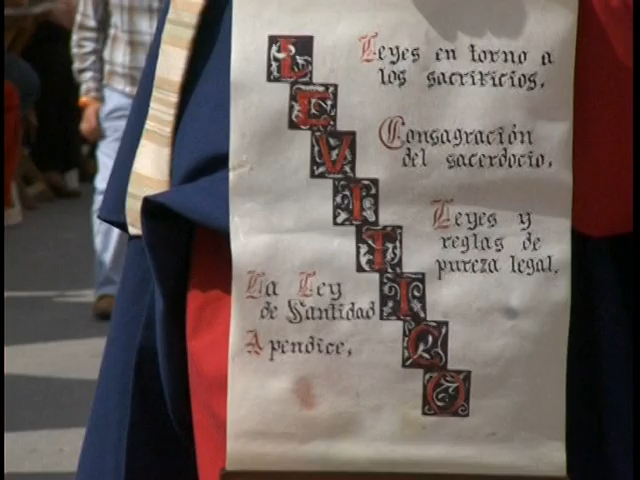 LEVITICO
Leyes en torno a
los sacrificios.
Consagración
del sacerdocio.
Leyes y
reglas de
pureza legal.
La Ley
de Santidad
Apendice.